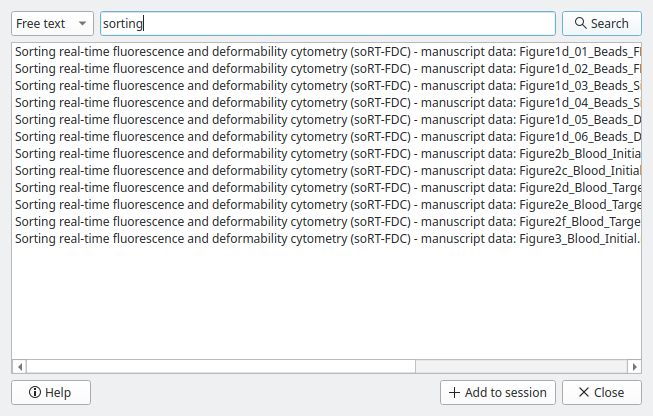 Free text sorting Search
Sorting real-time fluorescence and deformability cytometry (soRT-FDC) - manuscript data: Figure1d_01_Beads_F
Sorting real-time fluorescence and deformability cytometry (soRT-FDC) - manuscript data: Figure1d_02_Beads_F
Sorting real-time fluorescence and deformability cytometry (soRT-FDC) - manuscript data: Figure1d_03_Beads_S
Sorting real-time fluorescence and deformability cytometry (soRT-FDC) - manuscript data: Figure1d_04_Beads_S
Sorting real-time fluorescence and deformability cytometry (soRT-FDC) - manuscript data: Figure1d_05_Beads_D
Sorting real-time fluorescence and deformability cytometry (soRT-FDC) - manuscript data: Figure1d_06_Beads_D
Sorting real-time fluorescence and deformability cytometry (soRT-FDC) - manuscript data: Figure2b_Blood_Initia
Sorting real-time fluorescence and deformability cytometry (soRT-FDC) - manuscript data: Figure2c_Blood_Initial
Sorting real-time fluorescence and deformability cytometry (soRT-FDC) - manuscript data: Figure2d_Blood_Targe
Sorting real-time fluorescence and deformability cytometry (soRT-FDC) - manuscript data: Figure2e_Blood_Targe
Sorting real-time fluorescence and deformability cytometry (soRT-FDC) - manuscript data: Figure2f_Blood_Targe
Sorting real-time fluorescence and deformability cytometry (soRT-FDC) - manuscript data: Figure3_Blood_Initial.
Help Add to session Close